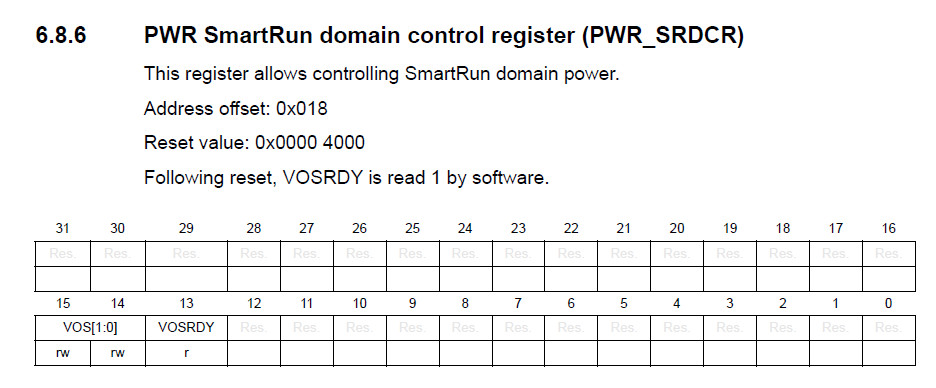 6.8.6 PWR SmartRun domain control register (PWR_SRDCR)
This register allows controlling SmartRun domain power.
Address offset: 0x018
Reset value: 0x0000 4000
Following reset, VOSRDY is read 1 by software.
31 30 29 28 27 26 25 24 23 22 21 20 19 18 17 16
Res. Res. Res. Res. Res. Res. Res. Res. Res. Res. Res. Res. Res. Res. Res. Res.
15 14 13 12 11 10 9 8 7 6 5 4 3 2 1 0
VOS[1:0] VOSRDY Res. Res. Res. Res. Res. Res. Res. Res. Res. Res. Res. Res. Res.
rw rw r